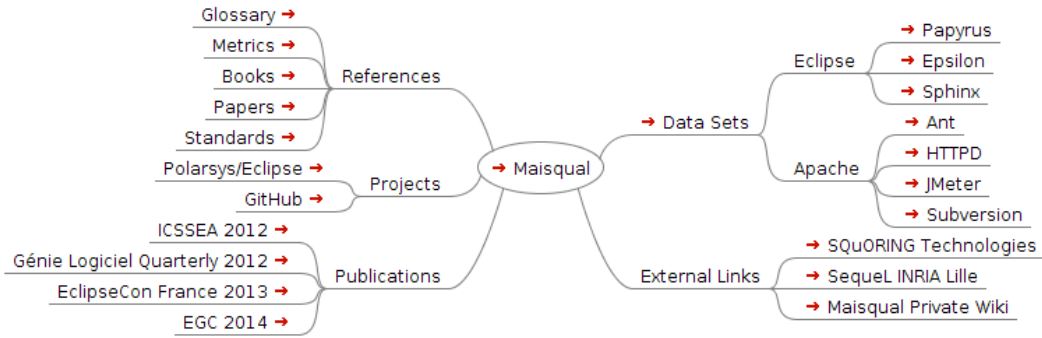 Glossary
Metrics
Books
Papers
Standards
References
Polarsys/Eclipse
GitHub
Projects
ICSSEA 2012
Génie Logiciel Quarterly 2012
EclipseCon France 2013
EGC 2014
Publications
Maisqual
Data Sets
Eclipse
Papyrus
Epsilon
Sphinx
Apache
Ant
HTTPD
JMeter
Subversion
External Links
SQuORING Technologies
SequeL INRIA Lille
Maisqual Private Wiki